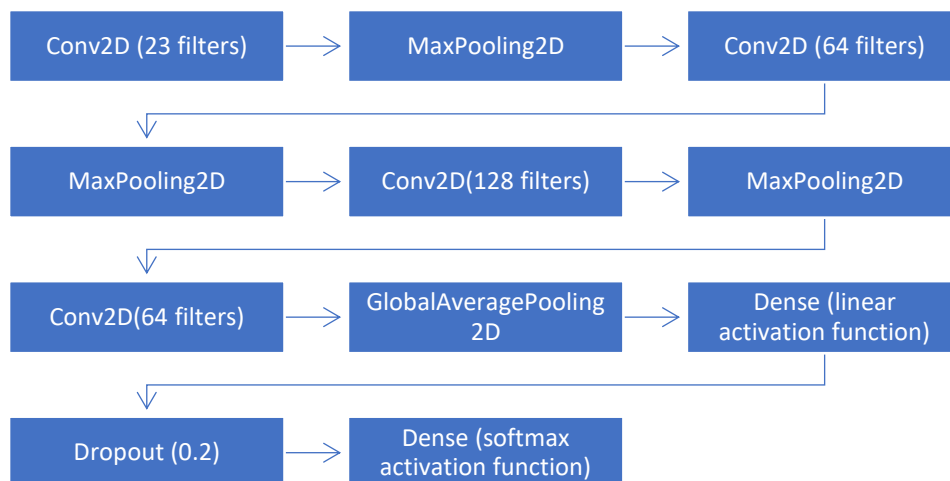 Conv2D (23 filters)
MaxPooling2D
Conv2D (64 filters)
MaxPooling2D
Conv2D(128 filters)
MaxPooling2D
Conv2D(64 filters)
GlobalAveragePooling
2D
Dense (linear
activation function)
Dropout (0.2)
Dense (softmax
activation function)